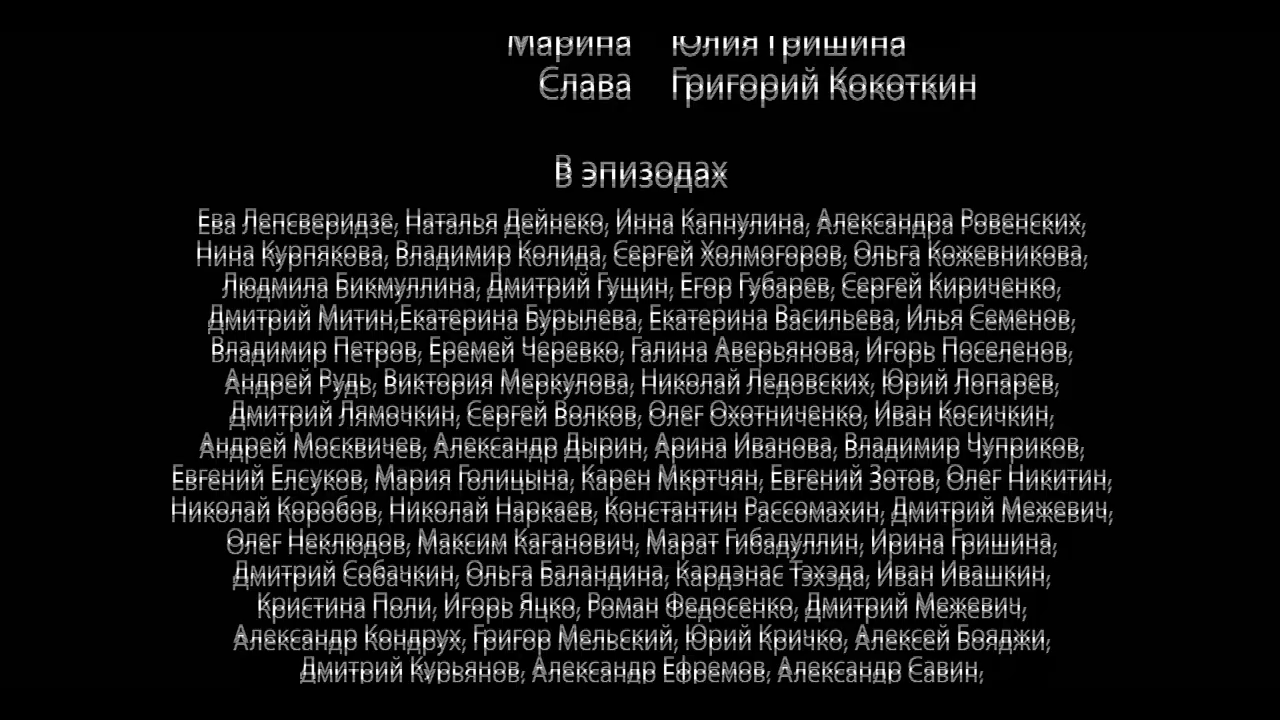 Марина Юлия Гришина
Слава Григорий Кокоткин
В эпизодах
Ева Лепсверидзе, Наталья Дейнеко, Инна Капнулина, Александра Ровенских,
Нина Курпякова, Владимир Колида, Сергей Холмогоров, Ольга Кожевникова,
Людмила Бикмуллина, Дмитрий Гущин, Егор Губарев, Сергей Кириченко,
Дмитрий Митин,Екатерина Бурылева, Екатерина Васильева, Илья Семенов,
Владимир Петров, Еремей Черевко, Галина Аверьянова, Игорь Поселенов,
Андрей Рудь, Виктория Меркулова, Николай Ледовских, Юрий Лопарев,
Дмитрий Лямочкин, Сергей Волков, Олег Охотниченко, Иван Косичкин,
Андрей Москвичев, Александр Дырин, Арина Иванова, Владимир Чуприков,
Евгений Елсуков, Мария Голицына, Карен Мкртчян, Евгений Зотов, Олег Никитин,
Николай Коробов, Николай Наркаев, Константин Рассомахин, Дмитрий Межевич,
Олег Неклюдов, Максим Каганович, Марат Гибадуллин, Ирина Гришина,
Дмитрий Собачкин, Ольга Баландина, Кардэнас Тэхэда, Иван Ивашкин,
Кристина Поли, Игорь Яцко, Роман Федосенко, Дмитрий Межевич,
Александр Кондрух, Григор Мельский, Юрий Кричко, Алексей Бояджи,
Дмитрий Курьянов, Александр Ефремов, Александр Савин,